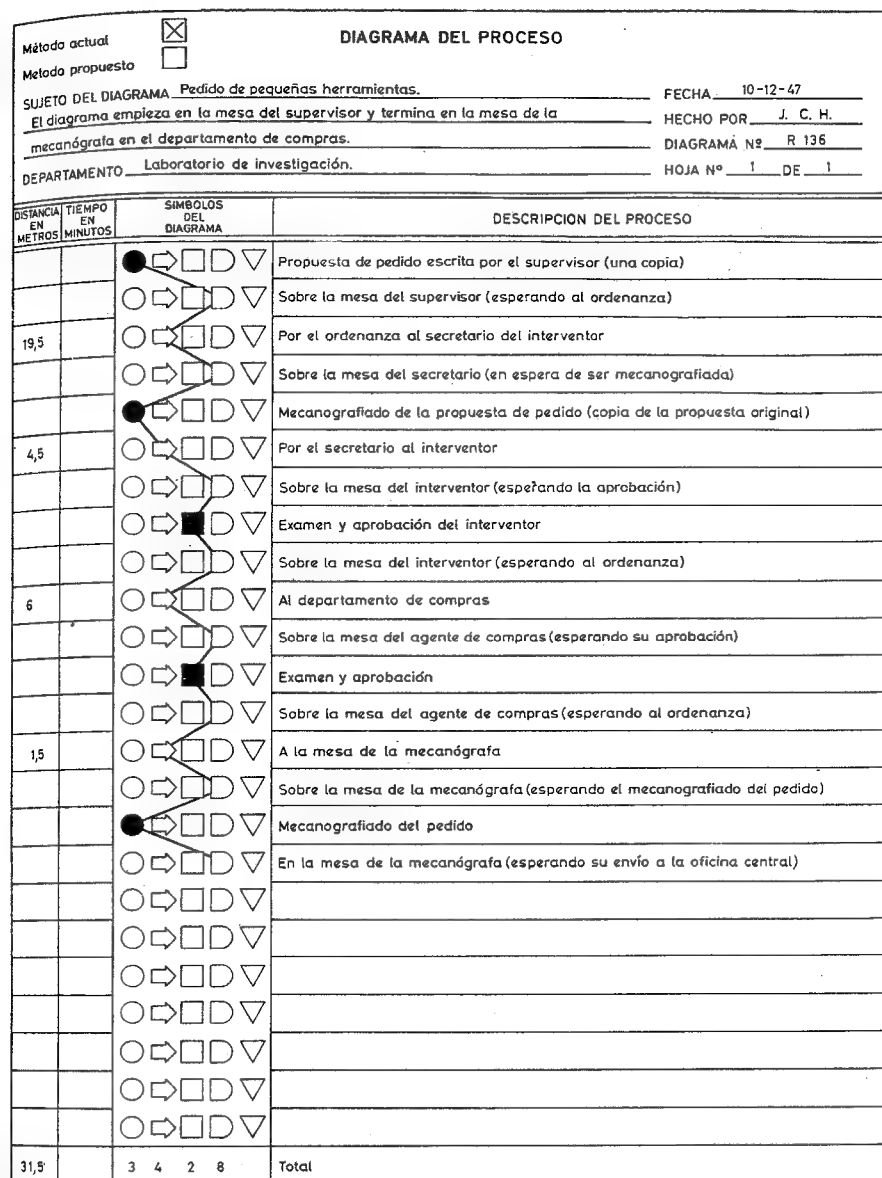 Método actual
DIAGRAMA DEL PROCESO
Metodo propuesto
SUJETO DEL DIAGRAMA Pedido de pequeñas herramientas.
FECHA 10-12-47
El diagrama empieza en la mesa del supervisor y termina en la mesa de la
HECHO POR J. C. H.
mecanógrafa en el departamento de compras.
DIAGRAMA Nº R 136
DEPARTAMENTO Laboratorio de investigación.
HOJA Nº 1 DE 1
DISTANCIA EN METROS
TIEMPO EN MINUTOS
SIMBOLOS DEL DIAGRAMA
DESCRIPCION DEL PROCESO
Propuesta de pedido escrita por el supervisor (una copia)
Sobre la mesa del supervisor (esperando al ordenanza)
19,5 Por el ordenanza al secretario del interventor
Sobre la mesa del secretario (en espera de ser mecanografiada)
Mecanografiado de la propuesta de pedido (copia de la propuesta original)
4,5 Por el secretario al interventor
Sobre la mesa del interventor (esperando la aprobación)
Examen y aprobación del interventor
Sobre la mesa del interventor (esperando al ordenanza)
6 Al departamento de compras
Sobre la mesa del agente de compras (esperando su aprobación)
Examen y aprobación
Sobre la mesa del agente de compras (esperando al ordenanza)
1,5 A la mesa de la mecanógrafa
Sobre la mesa de la mecanógrafa (esperando el mecanografiado del pedido)
Mecanografiado del pedido
En la mesa de la mecanógrafa (esperando su envío a la oficina central)
31,5 3 4 2 8 Total